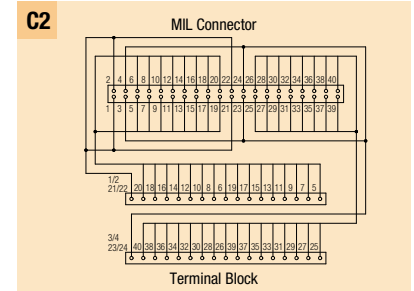 C2
MIL Connector
2 4 6 8 10 12 14 16 18 20 22 24 26 28 30 32 34 36 38 40
1 3 5 7 9 11 13 15 17 19 21 23 25 27 29 31 33 35 37 39
1/2
21/22 20 18 16 14 12 10 8 6 19 17 15 13 11 9 7 5
3/4
23/24 40 38 36 34 32 30 28 26 39 37 35 33 31 29 27 25
Terminal Block